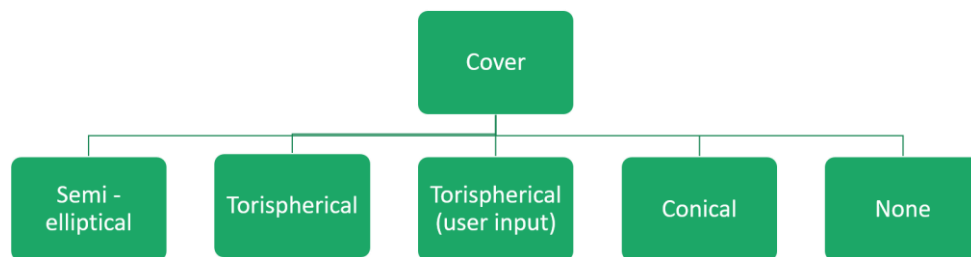 Cover
Semi -
elliptical
Torispherical
Torispherical
(user input)
Conical
None